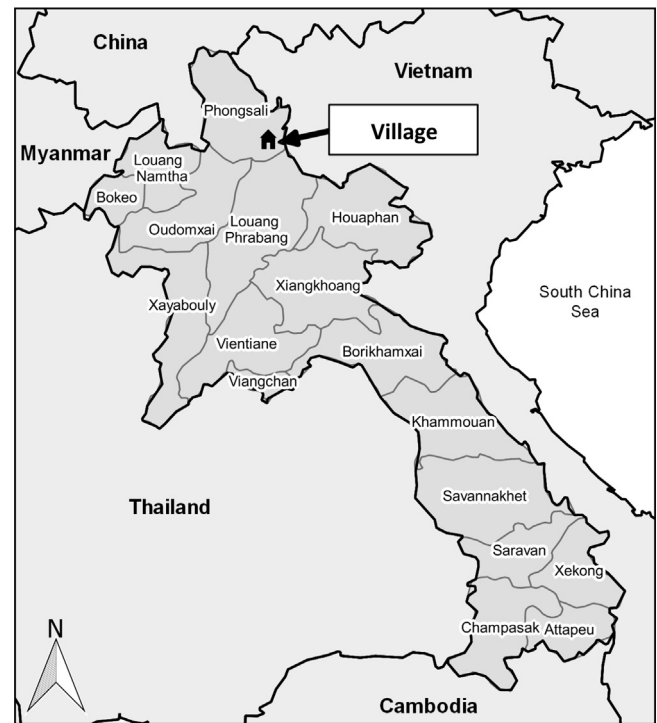 China
Vietnam
Phongsali
Village
Myanmar
Louang
Namtha
Bokeo
Oudomxai
Louang
Phrabang
Houaphan
Xiangkhoang
South China
Sea
Xayabouly
Vientiane
Borikhamxai
Viangchan
Khammouan
Savannakhet
Thailand
Saravan
Xekong
Champasak
Attapeu
N
Cambodia